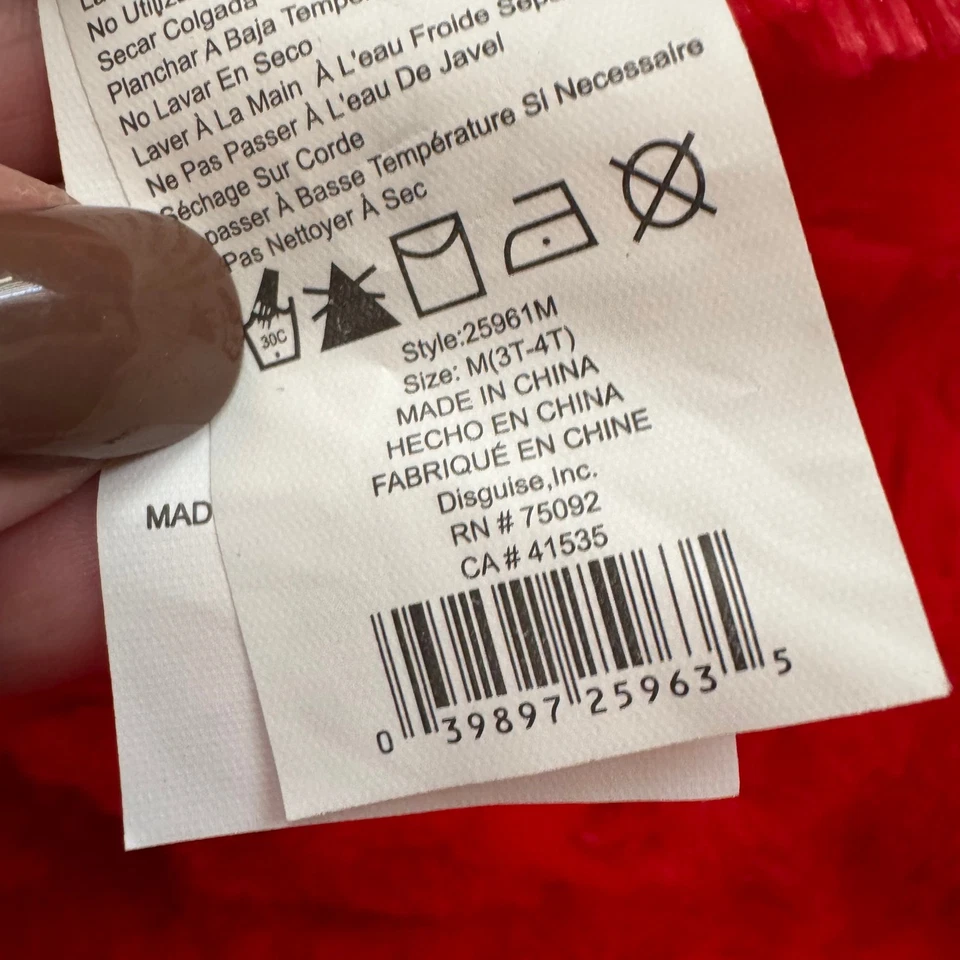 No
Secar Colgada
Planchar A Baja
No Lavar En Seco
Laver À La Main À L'eau Froide
Ne Pas Passer À L'eau De Javel
Séchage Sur Corde
passer À Basse Température SI Necessaire
Pas Nettoyer À Sec
30C
Style:25961M
Size: M(3T-4T)
MADE IN CHINA
HECHO EN CHINA
FABRIQUÉ EN CHINE
Disguise,Inc.
RN # 75092
CA # 41535
MAD
0 39897 25963 5